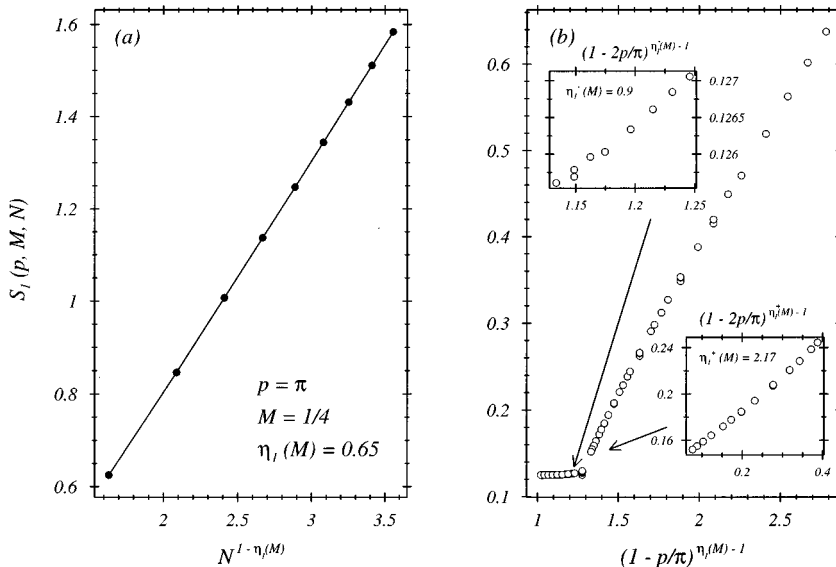 (a)
1.6
1.4
1.2
1
0.8
0.6
S₁ (p, M, N)
p = π
M = 1/4
η₁ (M) = 0.65
2 2.5 3 3.5
N^{1 - η₁(M)}
(b)
(1 - 2p/π)^{η₁⁻(M) - 1}
η₁⁻ (M) = 0.9
0.127
0.1265
0.126
1.15 1.2 1.25
0.6
0.5
0.4
0.3
0.2
0.1
(1 - 2p/π)^{η₁⁺(M) - 1}
η₁⁺ (M) = 2.17
0.24
0.2
0.16
0.2 0.4
1 1.5 2 2.5
(1 - p/π)^{η₁(M) - 1}